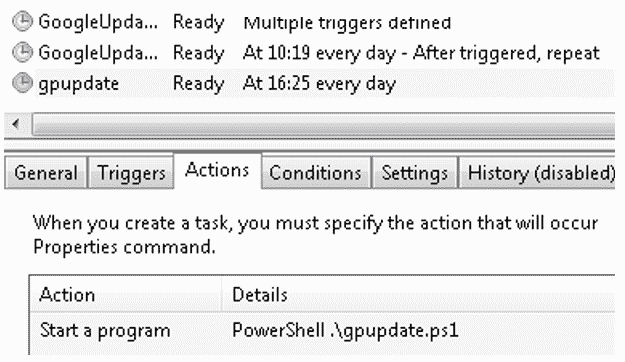 GoogleUpda... Ready Multiple triggers defined
GoogleUpda... Ready At 10:19 every day - After triggered, repeat
gpupdate Ready At 16:25 every day
General Triggers Actions Conditions Settings History (disabled)
When you create a task, you must specify the action that will occur
Properties command.
Action Details
Start a program PowerShell .\gpupdate.ps1